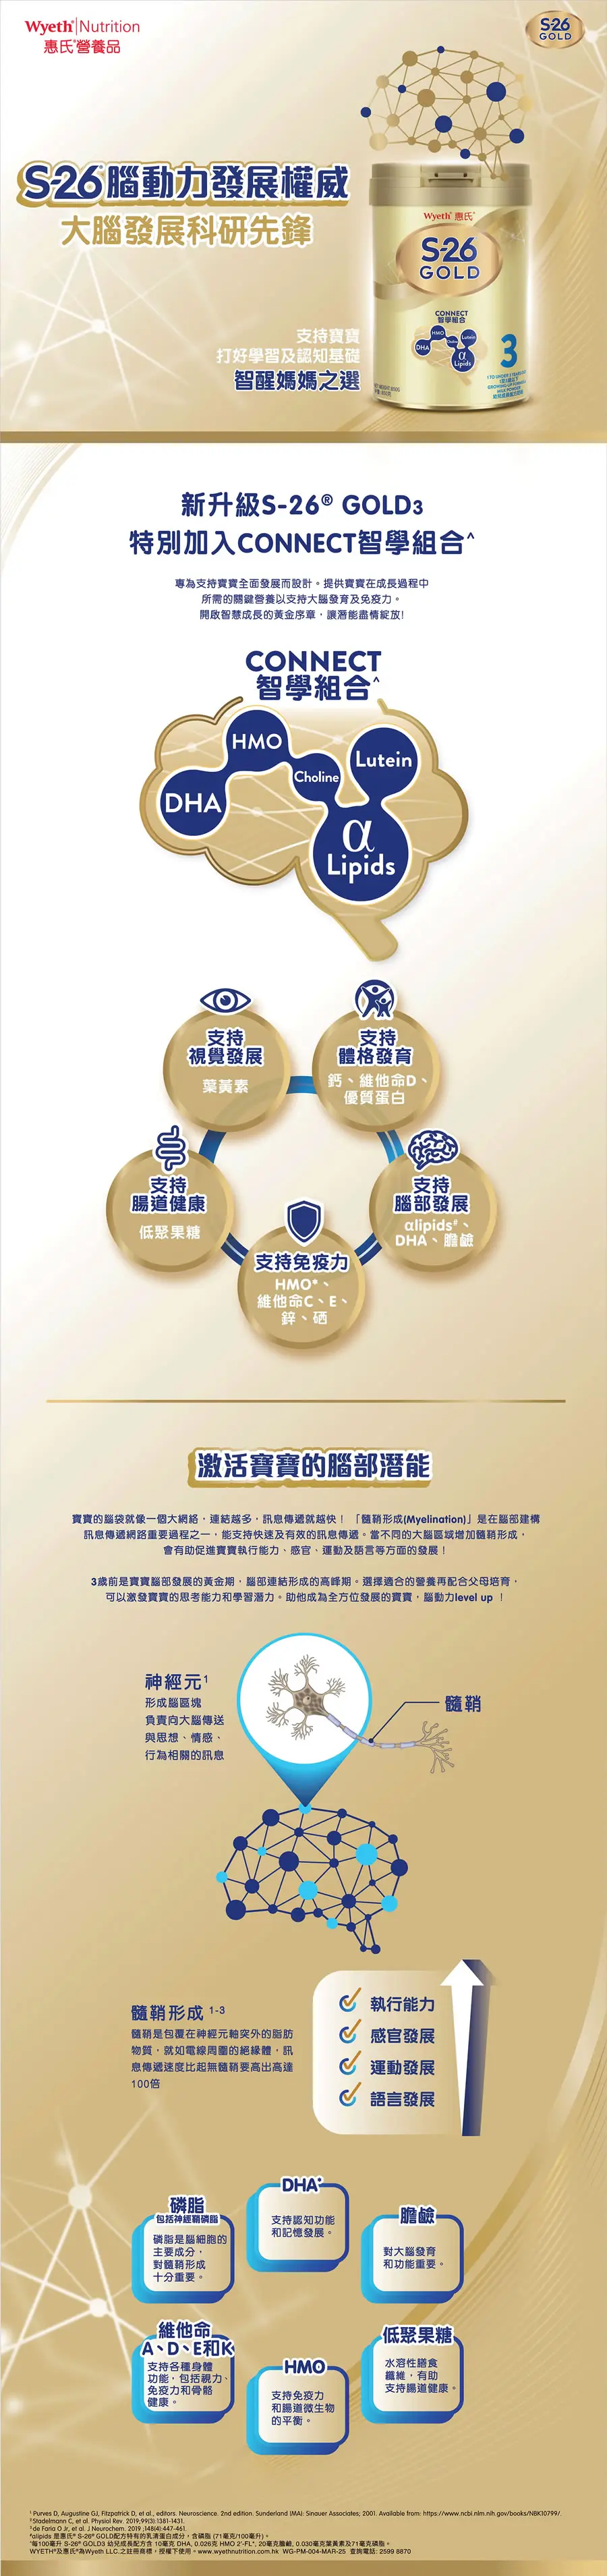 Wyeth® Nutrition
惠氏®營養品
S-26
GOLD
S-26®腦動力發展權威
大腦發展科研先鋒
Wyeth® 惠氏®
S-26
GOLD
CONNECT
智學組合
HMO
Choline
Lutein
DHA
α
Lipids
3
支持寶寶
打好學習及認知基礎
智醒媽媽之選
新升級S-26® GOLD3
特別加入CONNECT智學組合^
專為支持寶寶全面發展而設計。提供寶寶在成長過程中
所需的關鍵營養以支持大腦發育及免疫力。
開啟智慧成長的黃金序章，讓潛能盡情綻放!
CONNECT
智學組合^
HMO
Lutein
Choline
DHA
α
Lipids
支持
視覺發展
葉黃素
支持
體格發育
鈣、維他命D、
優質蛋白
支持
腸道健康
低聚果糖
支持
腦部發展
αlipids#、
DHA、膽鹼
支持免疫力
HMO*、
維他命C、E、
鋅、硒
激活寶寶的腦部潛能
寶寶的腦袋就像一個大網絡，連結越多，訊息傳遞就越快！「髓鞘形成(Myelination)」是在腦部建構
訊息傳遞網路重要過程之一，能支持快速及有效的訊息傳遞。當不同的大腦區域增加髓鞘形成，
會有助促進寶寶執行能力、感官、運動及語言等方面的發展！
3歲前是寶寶腦部發展的黃金期，腦部連結形成的高峰期。選擇適合的營養再配合父母培育，
可以激發寶寶的思考能力和學習潛力。助他成為全方位發展的寶寶，腦動力level up ！
神經元1
形成腦區塊
負責向大腦傳送
與思想、情感、
行為相關的訊息
髓鞘
髓鞘形成 1-3
髓鞘是包覆在神經元軸突外的脂肪
物質，就如電線周圍的絕緣體，訊
息傳遞速度比起無髓鞘要高出高達
100倍
執行能力
感官發展
運動發展
語言發展
磷脂
包括神經鞘磷脂
磷脂是腦細胞的
主要成分，
對髓鞘形成
十分重要。
DHA^
支持認知功能
和記憶發展。
膽鹼
對大腦發育
和功能重要。
維他命
A、D、E和K
支持各種身體
功能，包括視力、
免疫力和骨骼
健康。
HMO
支持免疫力
和腸道微生物
的平衡。
低聚果糖
水溶性膳食
纖維，有助
支持腸道健康。
1 Purves D, Augustine GJ, Fitzpatrick D, et al., editors. Neuroscience. 2nd edition. Sunderland (MA): Sinauer Associates; 2001. Available from: https://www.ncbi.nlm.nih.gov/books/NBK10799/.
2 Stadelmann C, et al. Physiol Rev. 2019;99(3):1381-1431.
3 de Faria O Jr, et al. J Neurochem. 2019 ;148(4):447-461.
#αlipids 是惠氏® S-26® GOLD配方特有的乳清蛋白成分，含磷脂 (71毫克/100毫升)。
^每100毫升 S-26® GOLD3 幼兒成長配方含 10毫克 DHA, 0.026克 HMO 2'-FL*, 20毫克膽鹼, 0.030毫克葉黃素及71毫克磷脂。
WYETH®及惠氏®為Wyeth LLC.之註冊商標，授權下使用。www.wyethnutrition.com.hk WG-PM-004-MAR-25 查詢電話: 2599 8870